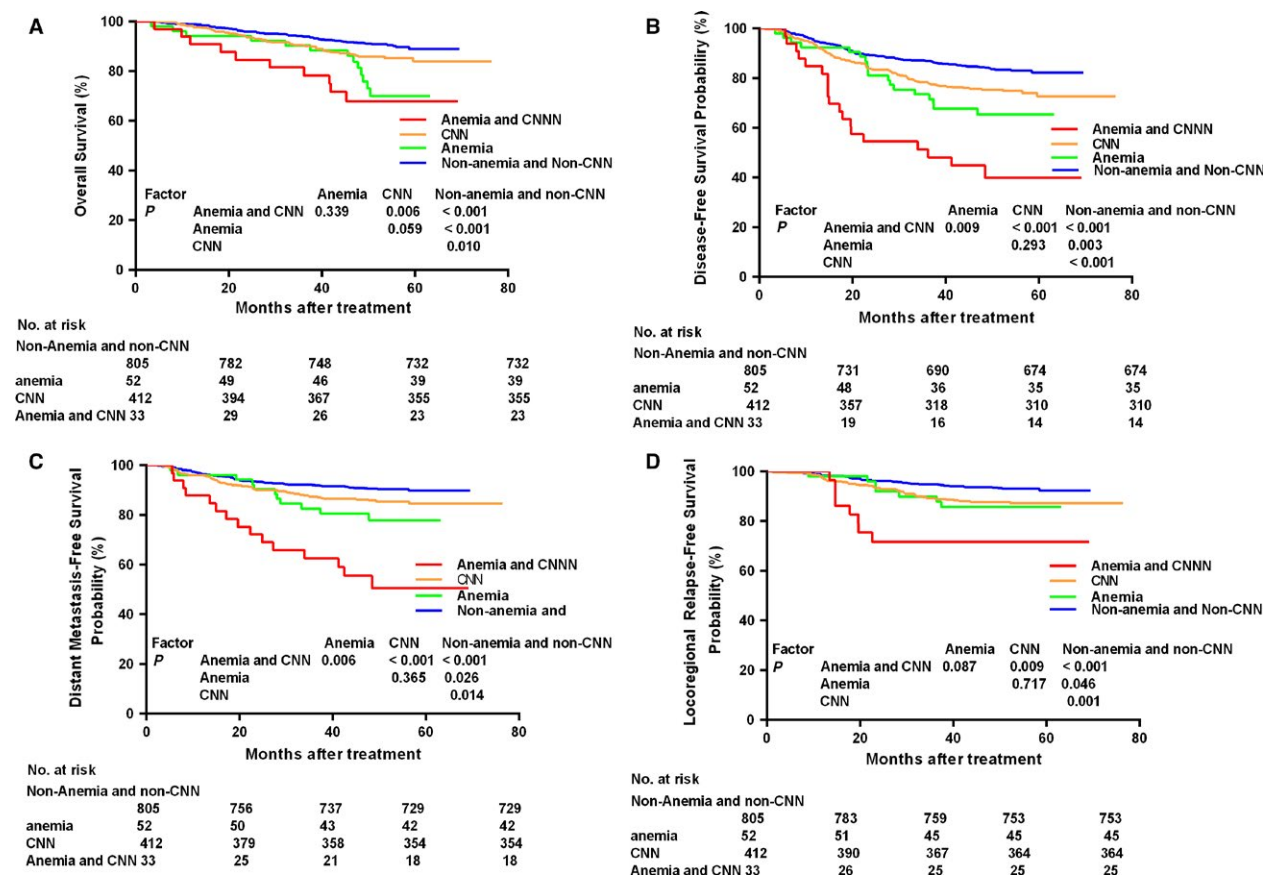 A
Overall Survival (%)
100
80
60
40
20
0
0 20 40 60 80
Months after treatment
Anemia and CNNN
CNN
Anemia
Non-anemia and Non-CNN
Factor Anemia CNN Non-anemia and non-CNN
P Anemia and CNN 0.339 0.006 < 0.001
Anemia 0.059 < 0.001
CNN 0.010
No. at risk
Non-Anemia and non-CNN
805 782 748 732 732
anemia 52 49 46 39 39
CNN 412 394 367 355 355
Anemia and CNN 33 29 26 23 23
B
Disease-Free Survival Probabiliry (%)
100
80
60
40
20
0
0 20 40 60 80
Months after treatment
Anemia and CNNN
CNN
Anemia
Non-anemia and Non-CNN
Factor Anemia CNN Non-anemia and non-CNN
P Anemia and CNN 0.009 < 0.001 < 0.001
Anemia 0.293 0.003
CNN < 0.001
No. at risk
Non-Anemia and non-CNN
805 731 690 674 674
anemia 52 48 36 35 35
CNN 412 357 318 310 310
Anemia and CNN 33 19 16 14 14
C
Distant Metastasis-Free Survival
Probability (%)
100
80
60
40
20
0
0 20 40 60 80
Months after treatment
Anemia and CNNN
CNN
Anemia
Non-anemia and
Factor Anemia CNN Non-anemia and non-CNN
P Anemia and CNN 0.006 < 0.001 < 0.001
Anemia 0.365 0.026
CNN 0.014
No. at risk
Non-Anemia and non-CNN
805 756 737 729 729
anemia 52 50 43 42 42
CNN 412 379 358 354 354
Anemia and CNN 33 25 21 18 18
D
Locoregional Relapse-Free Survival
Probability (%)
100
80
60
40
20
0
0 20 40 60 80
Months after treatment
Anemia and CNNN
CNN
Anemia
Non-anemia and Non-CNN
Factor Anemia CNN Non-anemia and non-CNN
P Anemia and CNN 0.087 0.009 < 0.001
Anemia 0.717 0.046
CNN 0.001
No. at risk
Non-Anemia and non-CNN
805 783 759 753 753
anemia 52 51 45 45 45
CNN 412 390 367 364 364
Anemia and CNN 33 26 25 25 25